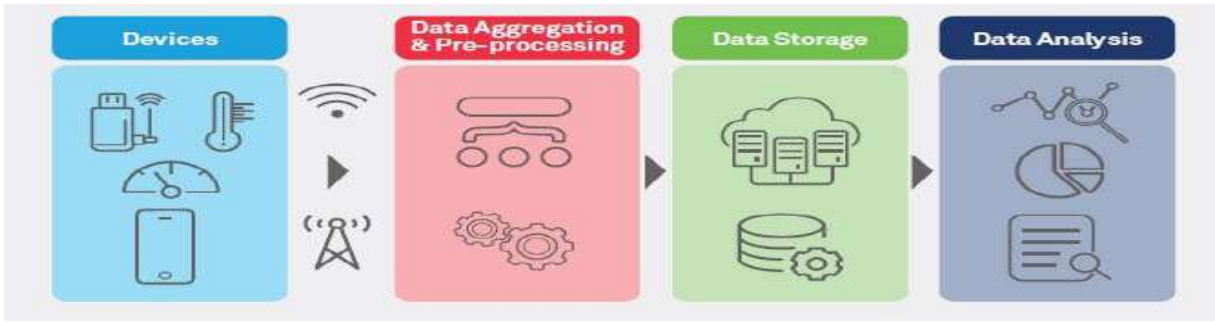 Devices
Data Aggregation
& Pre-processing
Data Storage
Data Analysis